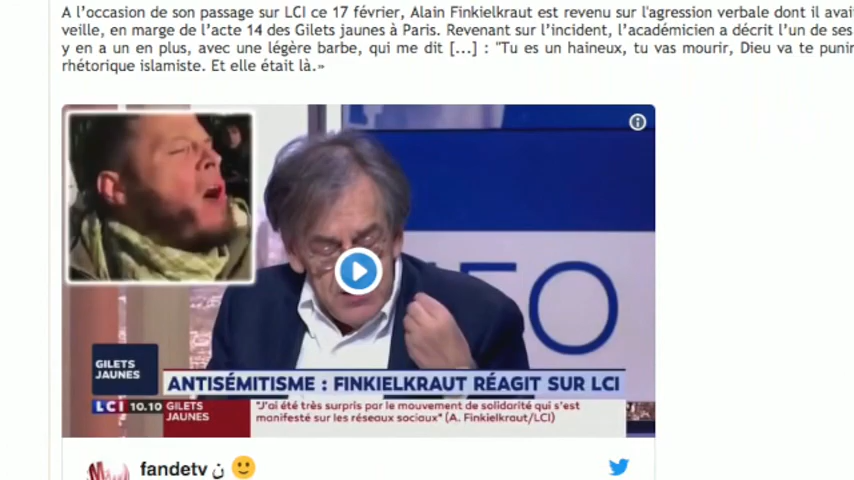 A l'occasion de son passage sur LCI ce 17 février, Alain Finkielkraut est revenu sur l'agression verbale dont il avai
veille, en marge de l'acte 14 des Gilets jaunes à Paris. Revenant sur l'incident, l'académicien a décrit l'un de ses
y en a un en plus, avec une légère barbe, qui me dit [...] : "Tu es un haineux, tu vas mourir, Dieu va te punir
rhétorique islamiste. Et elle était là.»
FO
GILETS
JAUNES
ANTISÉMITISME : FINKIELKRAUT RÉAGIT SUR LCI
LCI 10.10 GILETS JAUNES
"J'ai été très surpris par le mouvement de solidarité qui s'est
manifesté sur les réseaux sociaux" (A. Finkielkraut/LCI)
fandetv ن 🙂